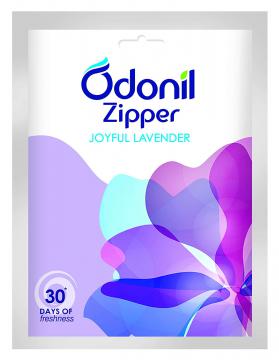 Odonil
Zipper
JOYFUL LAVENDER
30+
DAYS OF
freshness